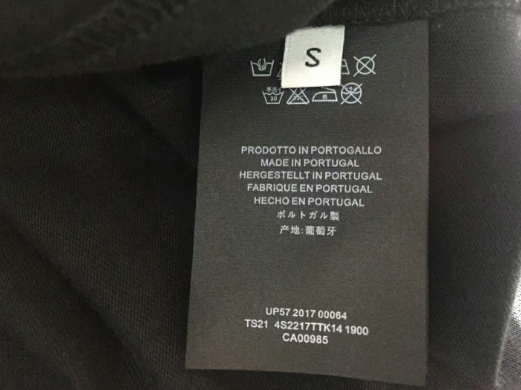 S
PRODOTTO IN PORTOGALLO
MADE IN PORTUGAL
HERGESTELLT IN PORTUGAL
FABRIQUE EN PORTUGAL
HECHO EN PORTUGAL
ポルトガル製
产地:葡萄牙
UP57 2017 00064
TS21 4S2217TTK14 1900
CA00985